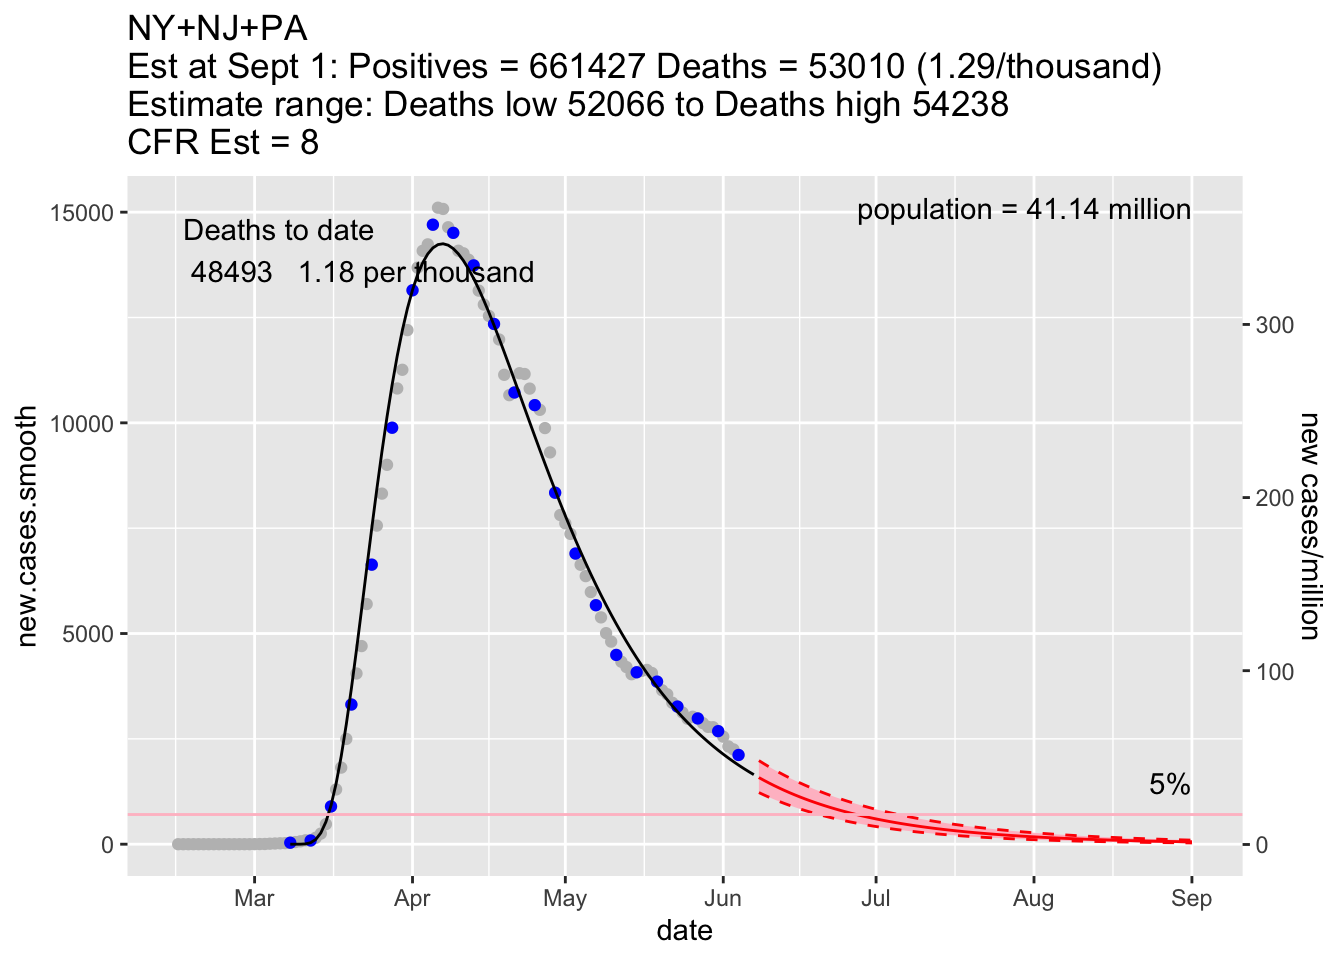 NY+NJ+PA
Est at Sept 1: Positives = 661427 Deaths = 53010 (1.29/thousand)
Estimate range: Deaths low 52066 to Deaths high 54238
CFR Est = 8
population = 41.14 million
Deaths to date
48493 1.18 per thousand
15000
10000
5000
0
new.cases.smooth
300
200
100
0
new cases/million
5%
Mar Apr May Jun Jul Aug Sep
date